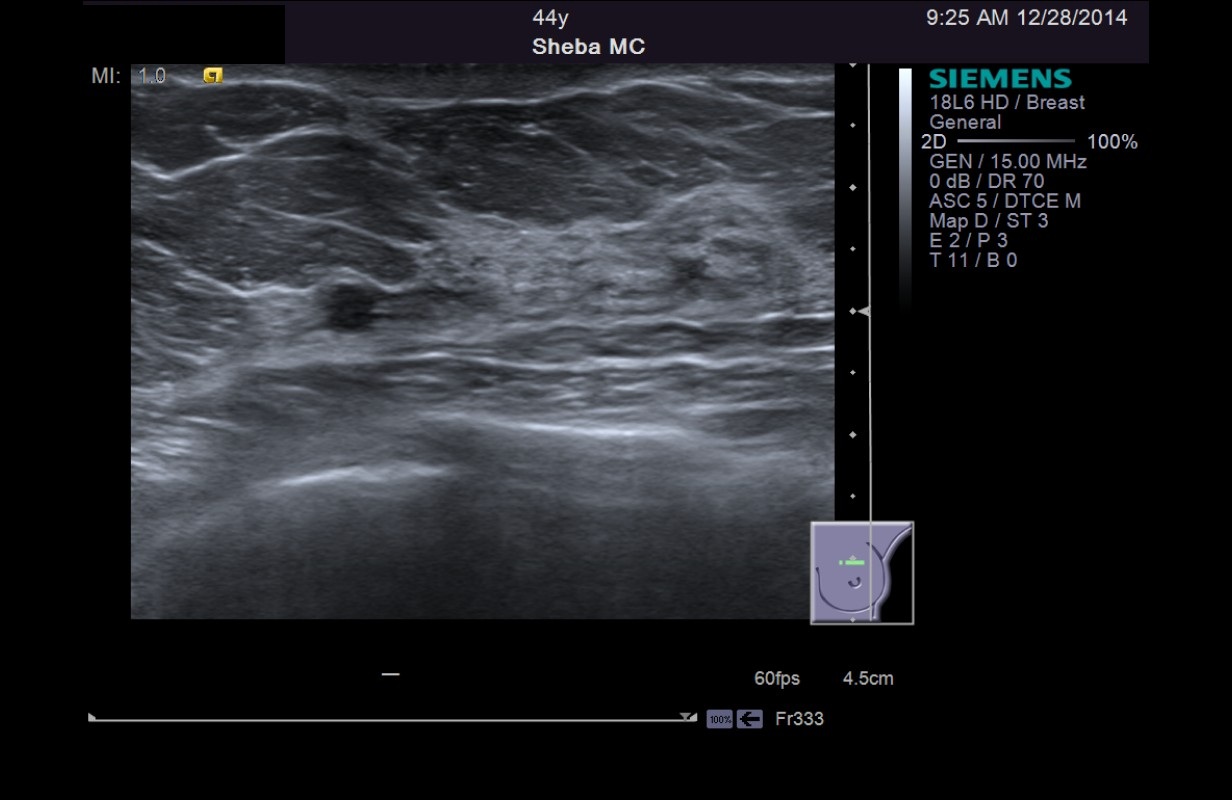 44y
9:25 AM 12/28/2014
Sheba MC
MI: 1.0
SIEMENS
18L6 HD / Breast
General
2D 100%
GEN / 15.00 MHz
0 dB / DR 70
ASC 5 / DTCE M
Map D / ST 3
E 2 / P 3
T 11 / B 0
60fps 4.5cm
100% Fr333